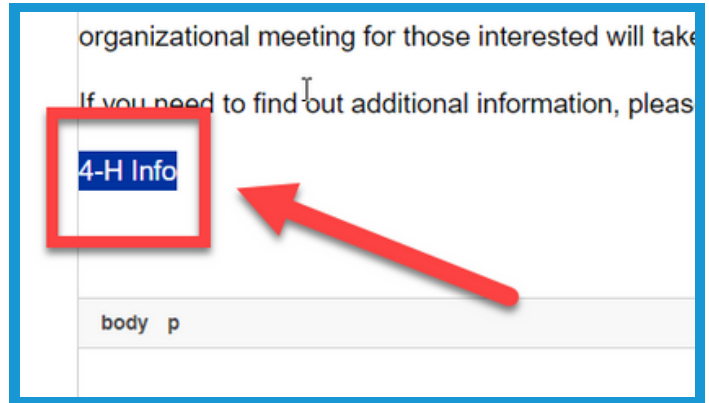 organizational meeting for those interested will take
If you need to find out additional information, pleas
4-H Info
body p